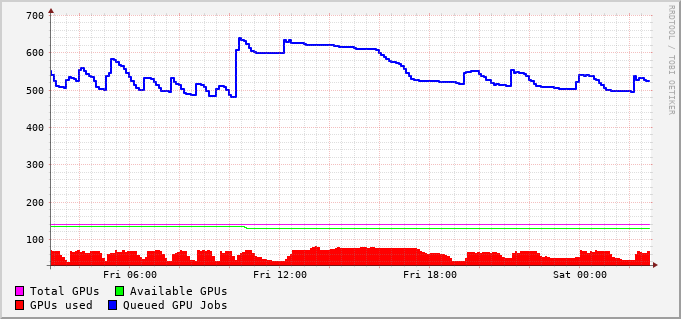 700
600
500
400
300
200
100
Fri 06:00 Fri 12:00 Fri 18:00 Sat 00:00
Total GPUs Available GPUs
GPUs used Queued GPU Jobs
RRDTOOL / TOBI OETIKER